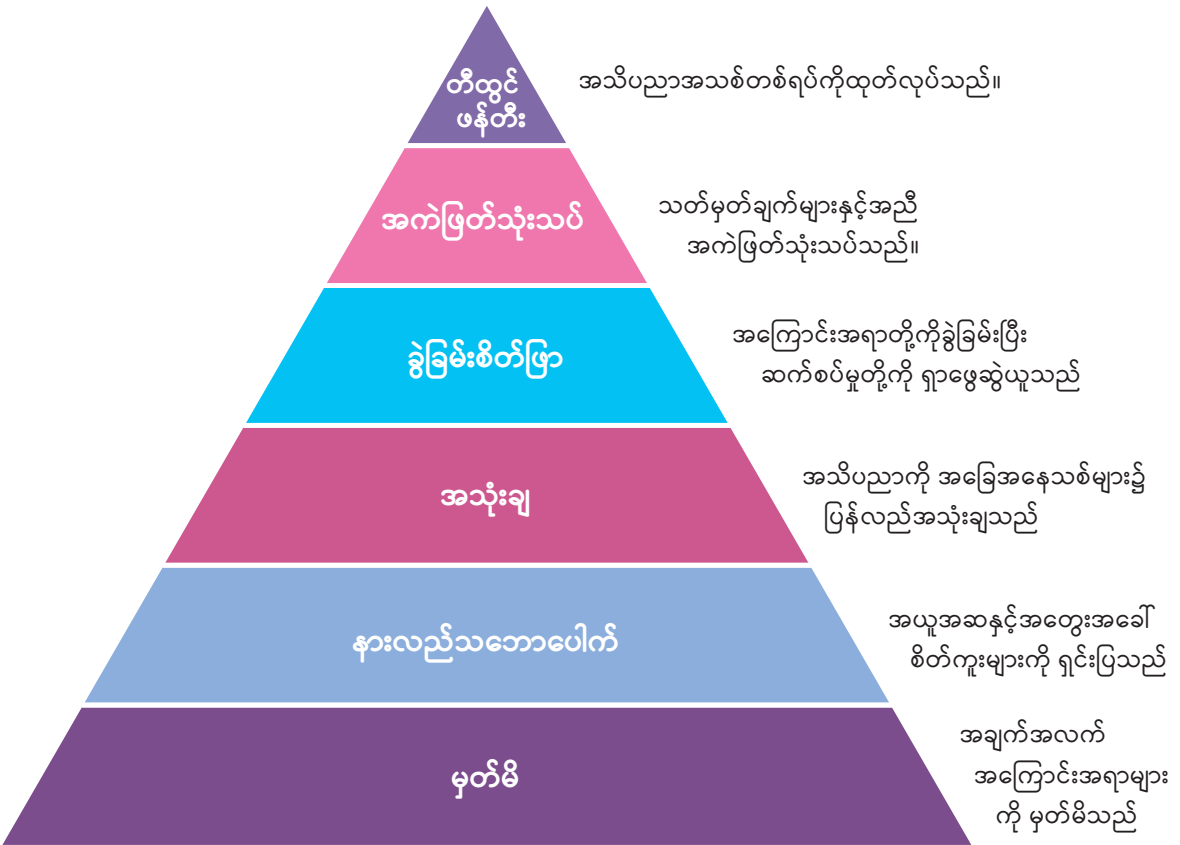 တီထွင်
ဖန်တီး
အသိပညာအသစ်တစ်ရပ်ကိုထုတ်လုပ်သည်။
အကဲဖြတ်သုံးသပ်
သတ်မှတ်ချက်များနှင့်အညီ
အကဲဖြတ်သုံးသပ်သည်။
ခွဲခြမ်းစိတ်ဖြာ
အကြောင်းအရာတို့ကိုခွဲခြမ်းပြီး
ဆက်စပ်မှုတို့ကို ရှာဖွေဆွဲယူသည်
အသုံးချ
အသိပညာကို အခြေအနေသစ်များ၌
ပြန်လည်အသုံးချသည်
နားလည်သဘောပေါက်
အယူအဆနှင့်အတွေးအခေါ်
စိတ်ကူးများကို ရှင်းပြသည်
မှတ်မိ
အချက်အလက်
အကြောင်းအရာများ
ကို မှတ်မိသည်